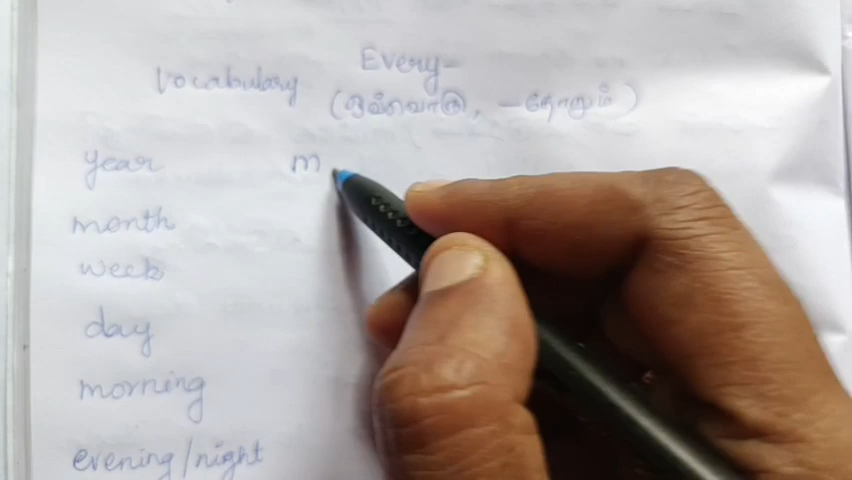 Every-
Vocabulary (ஒவ்வொரு, -தோறும்)
year m
month
week
day
morning
evening/night